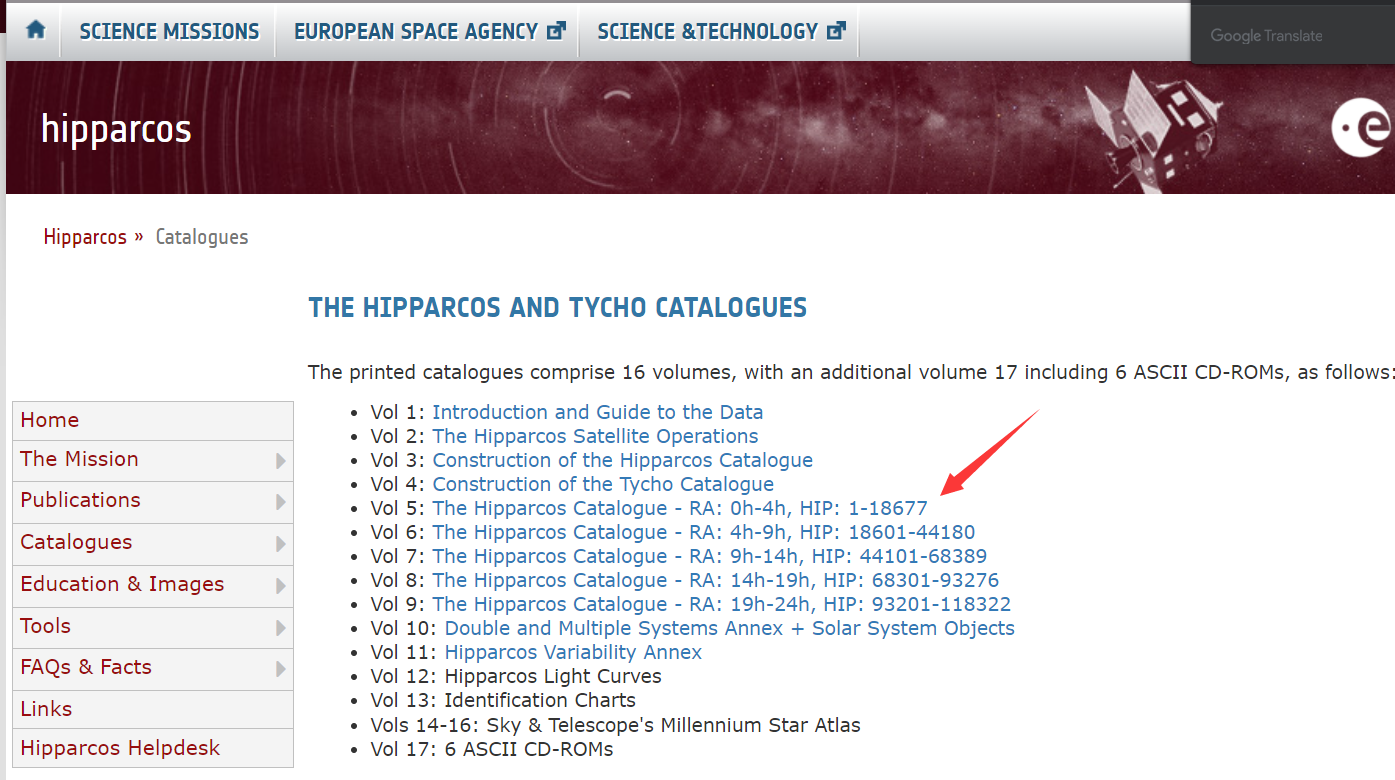 SCIENCE MISSIONS
EUROPEAN SPACE AGENCY
SCIENCE &TECHNOLOGY
Google Translate
hipparcos
e
Hipparcos » Catalogues
THE HIPPARCOS AND TYCHO CATALOGUES
The printed catalogues comprise 16 volumes, with an additional volume 17 including 6 ASCII CD-ROMs, as follows:
Home
The Mission
Publications
Catalogues
Education & Images
Tools
FAQs & Facts
Links
Hipparcos Helpdesk
• Vol 1: Introduction and Guide to the Data
• Vol 2: The Hipparcos Satellite Operations
• Vol 3: Construction of the Hipparcos Catalogue
• Vol 4: Construction of the Tycho Catalogue
• Vol 5: The Hipparcos Catalogue - RA: 0h-4h, HIP: 1-18677
• Vol 6: The Hipparcos Catalogue - RA: 4h-9h, HIP: 18601-44180
• Vol 7: The Hipparcos Catalogue - RA: 9h-14h, HIP: 44101-68389
• Vol 8: The Hipparcos Catalogue - RA: 14h-19h, HIP: 68301-93276
• Vol 9: The Hipparcos Catalogue - RA: 19h-24h, HIP: 93201-118322
• Vol 10: Double and Multiple Systems Annex + Solar System Objects
• Vol 11: Hipparcos Variability Annex
• Vol 12: Hipparcos Light Curves
• Vol 13: Identification Charts
• Vols 14-16: Sky & Telescope's Millennium Star Atlas
• Vol 17: 6 ASCII CD-ROMs